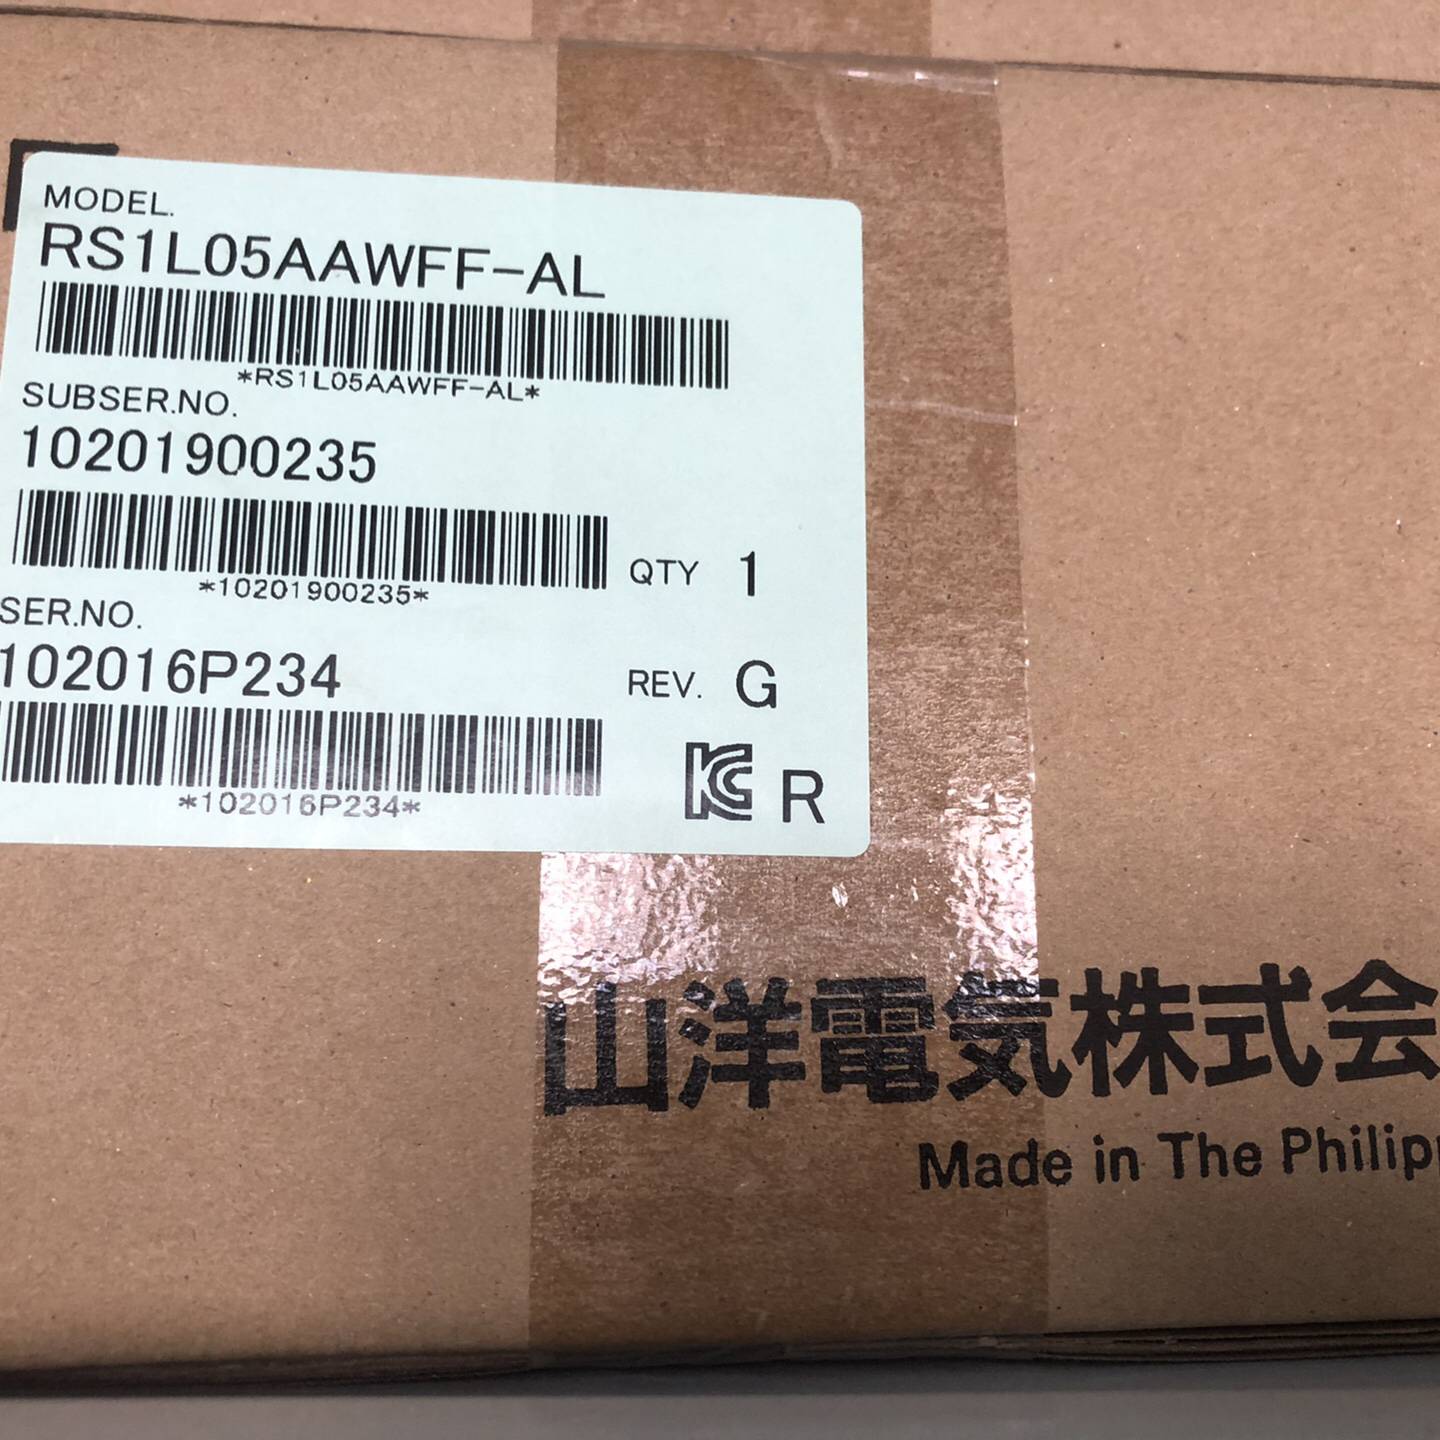 MODEL.
RS1L05AAWFF-AL
*RS1L05AAWFF-AL*
SUBSER.NO.
10201900235
*10201900235*
QTY 1
SER.NO.
102016P234
REV. G
*102016P234*
KC R
山洋電気株式会
Made in The